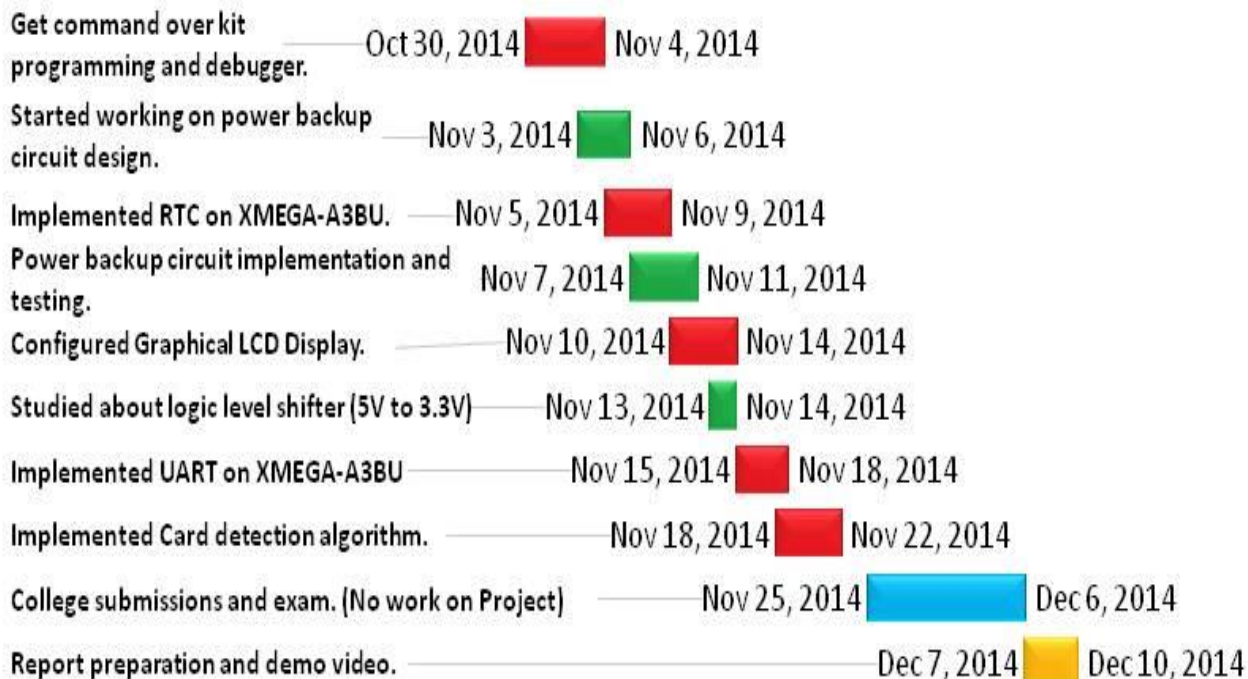 Get command over kit
programming and debugger.
Oct 30, 2014 Nov 4, 2014
Started working on power backup
circuit design.
Nov 3, 2014 Nov 6, 2014
Implemented RTC on XMEGA-A3BU.
Nov 5, 2014 Nov 9, 2014
Power backup circuit implementation and
testing.
Nov 7, 2014 Nov 11, 2014
Configured Graphical LCD Display.
Nov 10, 2014 Nov 14, 2014
Studied about logic level shifter (5V to 3.3V)
Nov 13, 2014 Nov 14, 2014
Implemented UART on XMEGA-A3BU
Nov 15, 2014 Nov 18, 2014
Implemented Card detection algorithm.
Nov 18, 2014 Nov 22, 2014
College submissions and exam. (No work on Project)
Nov 25, 2014 Dec 6, 2014
Report preparation and demo video.
Dec 7, 2014 Dec 10, 2014